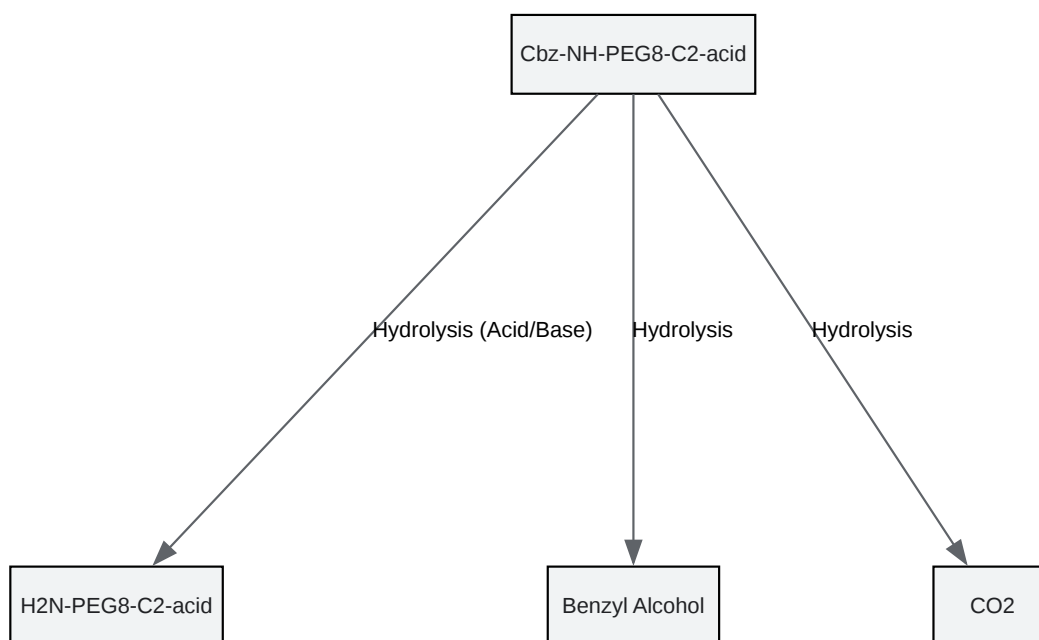 Cbz-NH-PEG8-C2-acid
Hydrolysis (Acid/Base)
Hydrolysis
Hydrolysis
H2N-PEG8-C2-acid
Benzyl Alcohol
CO2